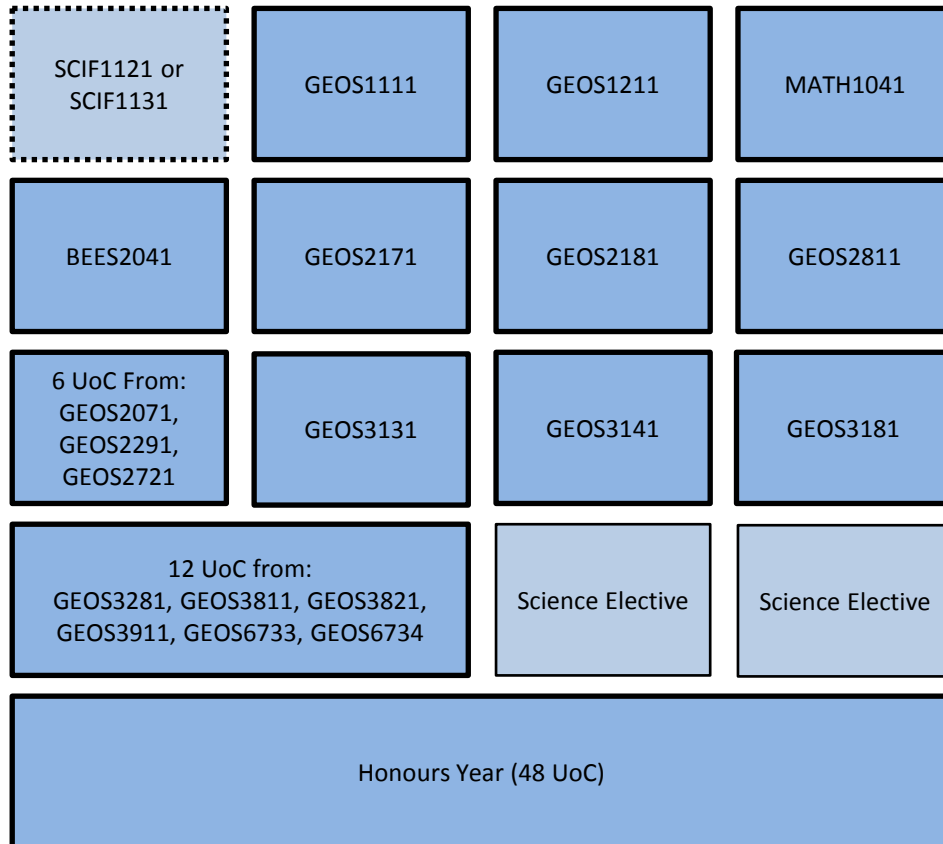 SCIF1121 or
SCIF1131
GEOS1111
GEOS1211
MATH1041
BEES2041
GEOS2171
GEOS2181
GEOS2811
6 UoC From:
GEOS2071,
GEOS2291,
GEOS2721
GEOS3131
GEOS3141
GEOS3181
12 UoC from:
GEOS3281, GEOS3811, GEOS3821,
GEOS3911, GEOS6733, GEOS6734
Science Elective
Science Elective
Honours Year (48 UoC)